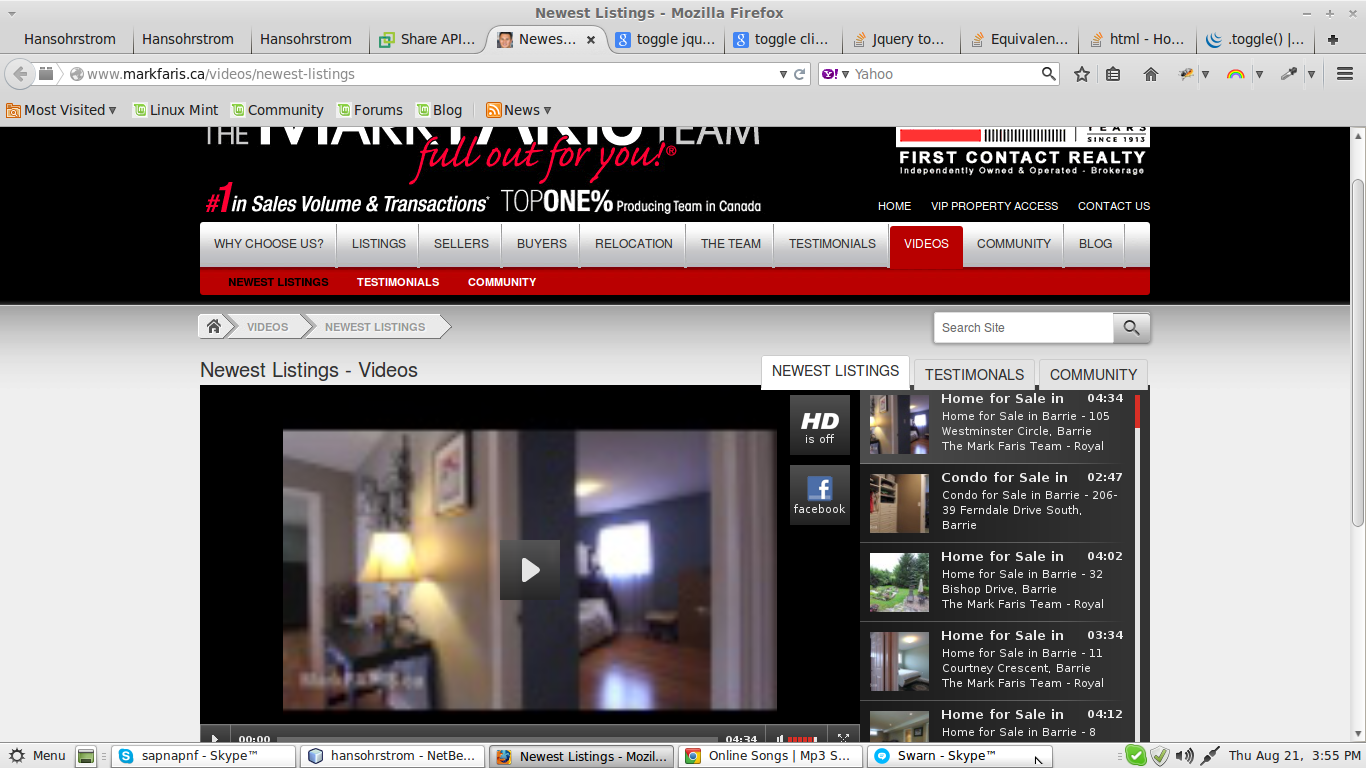 Newest Listings - Mozilla Firefox
Hansohrstrom Hansohrstrom Hansohrstrom Share API... Newes... toggle jqu... toggle cli... Jquery to... Equivalen... html - Ho... .toggle() |...
www.markfaris.ca/videos/newest-listings Yahoo
Most Visited Linux Mint Community Forums Blog News
THE MARK FARIS TEAM
full out for you!®
YEARS
SINCE 1913
FIRST CONTACT REALTY
Independently Owned & Operated - Brokerage
#1 in Sales Volume & Transactions* TOPONE% Producing Team in Canada
HOME VIP PROPERTY ACCESS CONTACT US
WHY CHOOSE US? LISTINGS SELLERS BUYERS RELOCATION THE TEAM TESTIMONIALS VIDEOS COMMUNITY BLOG
NEWEST LISTINGS TESTIMONIALS COMMUNITY
VIDEOS NEWEST LISTINGS
Search Site
Newest Listings - Videos
NEWEST LISTINGS TESTIMONALS COMMUNITY
HD
is off
facebook
MarkFARIS.ca
00:00 04:34
Home for Sale in 04:34
Home for Sale in Barrie - 105
Westminster Circle, Barrie
The Mark Faris Team - Royal
Condo for Sale in 02:47
Condo for Sale in Barrie - 206-
39 Ferndale Drive South,
Barrie
Home for Sale in 04:02
Home for Sale in Barrie - 32
Bishop Drive, Barrie
The Mark Faris Team - Royal
Home for Sale in 03:34
Home for Sale in Barrie - 11
Courtney Crescent, Barrie
The Mark Faris Team - Royal
Home for Sale in 04:12
Home for Sale in Barrie - 8
Menu sapnapnf - Skype™ hansohrstrom - NetBe... Newest Listings - Mozil... Online Songs | Mp3 S... Swarn - Skype™ Thu Aug 21, 3:55 PM